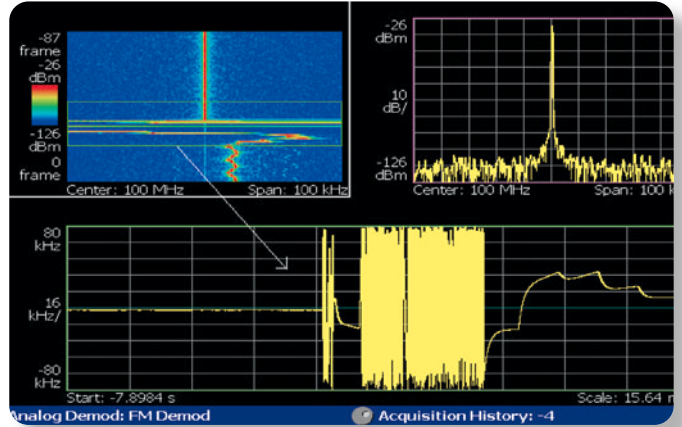 -87
frame
-26
dBm
-126
dBm
0
frame
Center: 100 MHz Span: 100 kHz
-26
dBm
10
dB/
-126
dBm
Center: 100 MHz Span: 100
80
kHz
16
kHz/
-80
kHz
Start: -7.8984 s Scale: 15.64
Analog Demod: FM Demod Acquisition History: -4